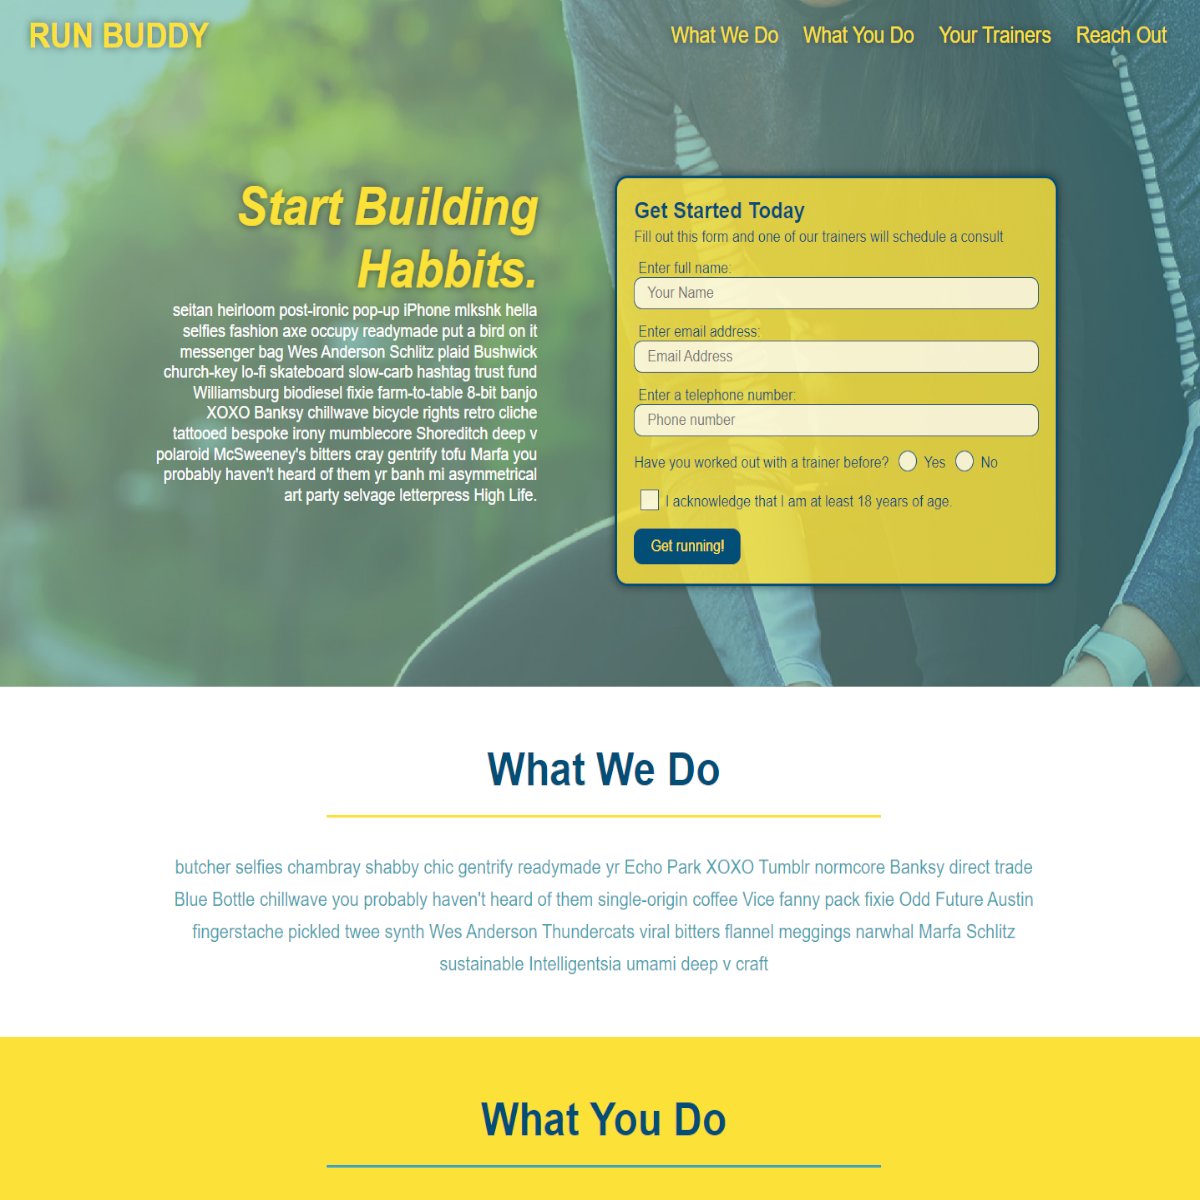 RUN BUDDY
What We Do What You Do Your Trainers Reach Out
Start Building
Habbits.
seitan heirloom post-ironic pop-up iPhone mlkshk hella
selfies fashion axe occupy readymade put a bird on it
messenger bag Wes Anderson Schlitz plaid Bushwick
church-key lo-fi skateboard slow-carb hashtag trust fund
Williamsburg biodiesel fixie farm-to-table 8-bit banjo
XOXO Banksy chillwave bicycle rights retro cliche
tattooed bespoke irony mumblecore Shoreditch deep v
polaroid McSweeney's bitters cray gentrify tofu Marfa you
probably haven't heard of them yr banh mi asymmetrical
art party selvage letterpress High Life.
Get Started Today
Fill out this form and one of our trainers will schedule a consult
Enter full name:
Your Name
Enter email address:
Email Address
Enter a telephone number:
Phone number
Have you worked out with a trainer before? Yes No
I acknowledge that I am at least 18 years of age.
Get running!
What We Do
butcher selfies chambray shabby chic gentrify readymade yr Echo Park XOXO Tumblr normcore Banksy direct trade
Blue Bottle chillwave you probably haven't heard of them single-origin coffee Vice fanny pack fixie Odd Future Austin
fingerstache pickled twee synth Wes Anderson Thundercats viral bitters flannel meggings narwhal Marfa Schlitz
sustainable Intelligentsia umami deep v craft
What You Do